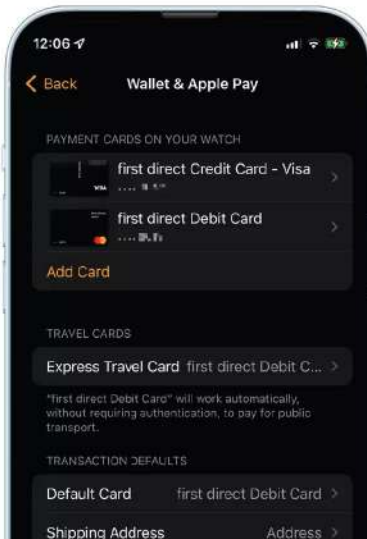 12:06
Back
Wallet & Apple Pay
PAYMENT CARDS ON YOUR WATCH
first direct Credit Card - Visa
VISA
first direct Debit Card
Add Card
TRAVEL CARDS
Express Travel Card first direct Debit C...
"first direct Debit Card" will work automatically,
without requiring authentication, to pay for public
transport.
TRANSACTION DEFAULTS
Default Card first direct Debit Card
Shipping Address Address